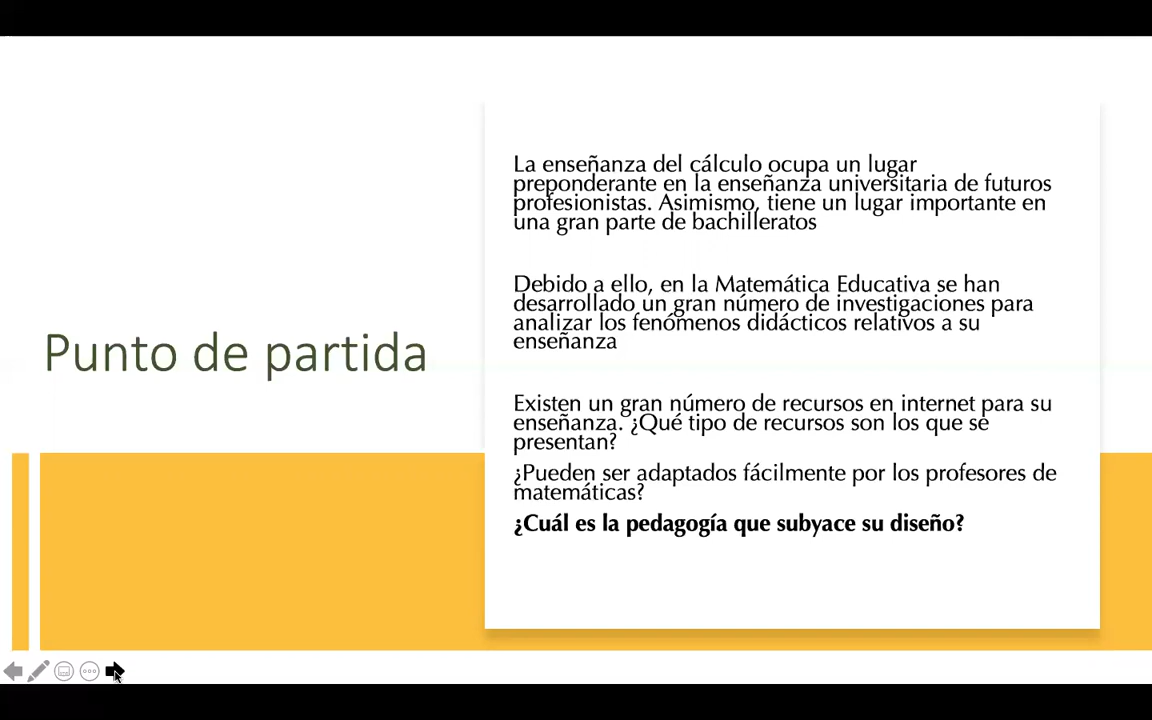 Punto de partida
La enseñanza del cálculo ocupa un lugar
preponderante en la enseñanza universitaria de futuros
profesionistas. Asimismo, tiene un lugar importante en
una gran parte de bachilleratos
Debido a ello, en la Matemática Educativa se han
desarrollado un gran número de investigaciones para
analizar los fenómenos didácticos relativos a su
enseñanza
Existen un gran número de recursos en internet para su
enseñanza. ¿Qué tipo de recursos son los que se
presentan?
¿Pueden ser adaptados fácilmente por los profesores de
matemáticas?
¿Cuál es la pedagogía que subyace su diseño?